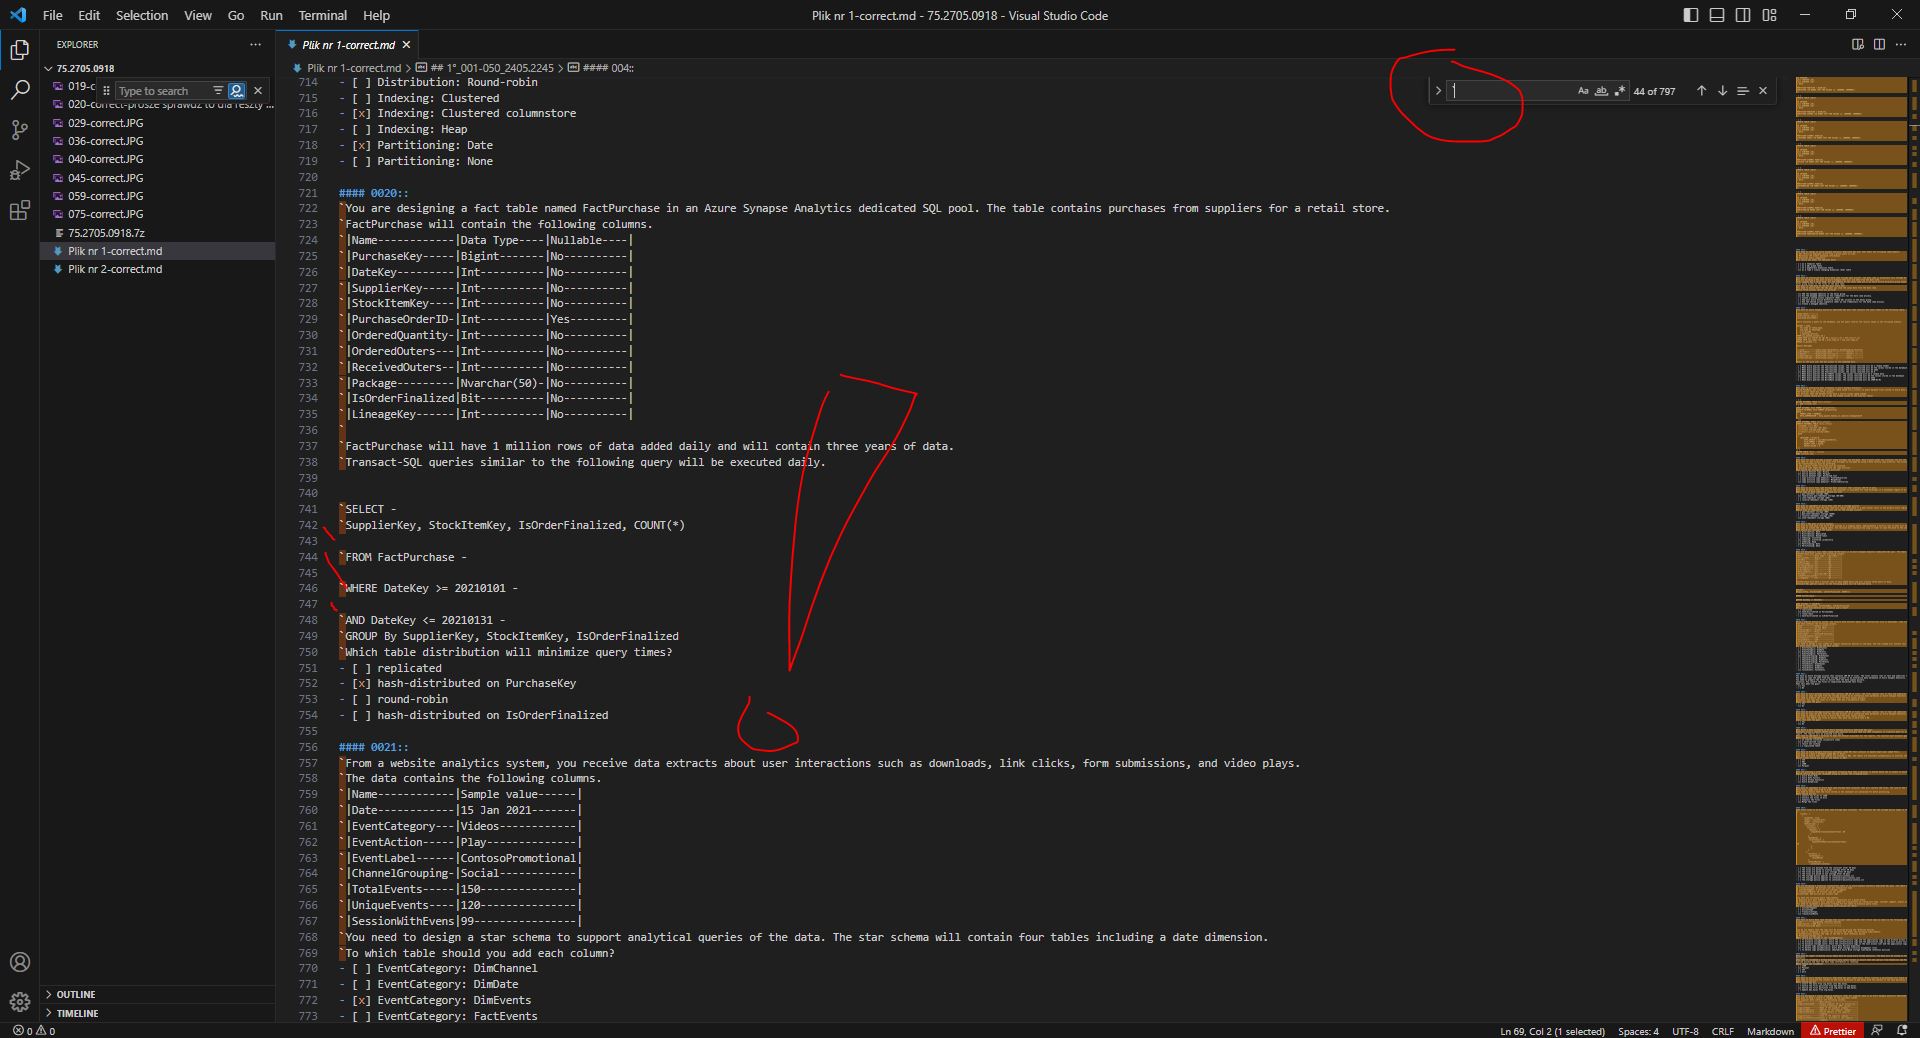 File Edit Selection View Go Run Terminal Help
Plik nr 1-correct.md - 75.2705.0918 - Visual Studio Code
EXPLORER
75.2705.0918
019-c
Type to search
020-correct-prosze sprawdz to dla reszty ...
029-correct.JPG
036-correct.JPG
040-correct.JPG
045-correct.JPG
059-correct.JPG
075-correct.JPG
75.2705.0918.7z
Plik nr 1-correct.md
Plik nr 2-correct.md
OUTLINE
TIMELINE
Plik nr 1-correct.md
Plik nr 1-correct.md > ## 1°_001-050_2405.2245 > #### 004::
` Aa ab .* 44 of 797
714 - [ ] Distribution: Round-robin
715 - [ ] Indexing: Clustered
716 - [x] Indexing: Clustered columnstore
717 - [ ] Indexing: Heap
718 - [x] Partitioning: Date
719 - [ ] Partitioning: None
720
721 #### 0020::
722 `You are designing a fact table named FactPurchase in an Azure Synapse Analytics dedicated SQL pool. The table contains purchases from suppliers for a retail store.
723 `FactPurchase will contain the following columns.
724 `|Name------------|Data Type----|Nullable----|
725 `|PurchaseKey-----|Bigint-------|No----------|
726 `|DateKey---------|Int----------|No----------|
727 `|SupplierKey-----|Int----------|No----------|
728 `|StockItemKey----|Int----------|No----------|
729 `|PurchaseOrderID-|Int----------|Yes---------|
730 `|OrderedQuantity-|Int----------|No----------|
731 `|OrderedOuters---|Int----------|No----------|
732 `|ReceivedOuters--|Int----------|No----------|
733 `|Package---------|Nvarchar(50)-|No----------|
734 `|IsOrderFinalized|Bit----------|No----------|
735 `|LineageKey------|Int----------|No----------|
736 `
737 `FactPurchase will have 1 million rows of data added daily and will contain three years of data.
738 `Transact-SQL queries similar to the following query will be executed daily.
739
740
741 `SELECT -
742 `SupplierKey, StockItemKey, IsOrderFinalized, COUNT(*)
743
744 `FROM FactPurchase -
745
746 `WHERE DateKey >= 20210101 -
747
748 `AND DateKey <= 20210131 -
749 `GROUP By SupplierKey, StockItemKey, IsOrderFinalized
750 `Which table distribution will minimize query times?
751 - [ ] replicated
752 - [x] hash-distributed on PurchaseKey
753 - [ ] round-robin
754 - [ ] hash-distributed on IsOrderFinalized
755
756 #### 0021::
757 `From a website analytics system, you receive data extracts about user interactions such as downloads, link clicks, form submissions, and video plays.
758 `The data contains the following columns.
759 `|Name------------|Sample value------|
760 `|Date------------|15 Jan 2021-------|
761 `|EventCategory---|Videos------------|
762 `|EventAction-----|Play--------------|
763 `|EventLabel------|ContosoPromotional|
764 `|ChannelGrouping-|Social------------|
765 `|TotalEvents-----|150---------------|
766 `|UniqueEvents----|120---------------|
767 `|SessionWithEvens|99----------------|
768 `You need to design a star schema to support analytical queries of the data. The star schema will contain four tables including a date dimension.
769 `To which table should you add each column?
770 - [ ] EventCategory: DimChannel
771 - [ ] EventCategory: DimDate
772 - [x] EventCategory: DimEvents
773 - [ ] EventCategory: FactEvents
0 0 Ln 69, Col 2 (1 selected) Spaces: 4 UTF-8 CRLF Markdown Prettier